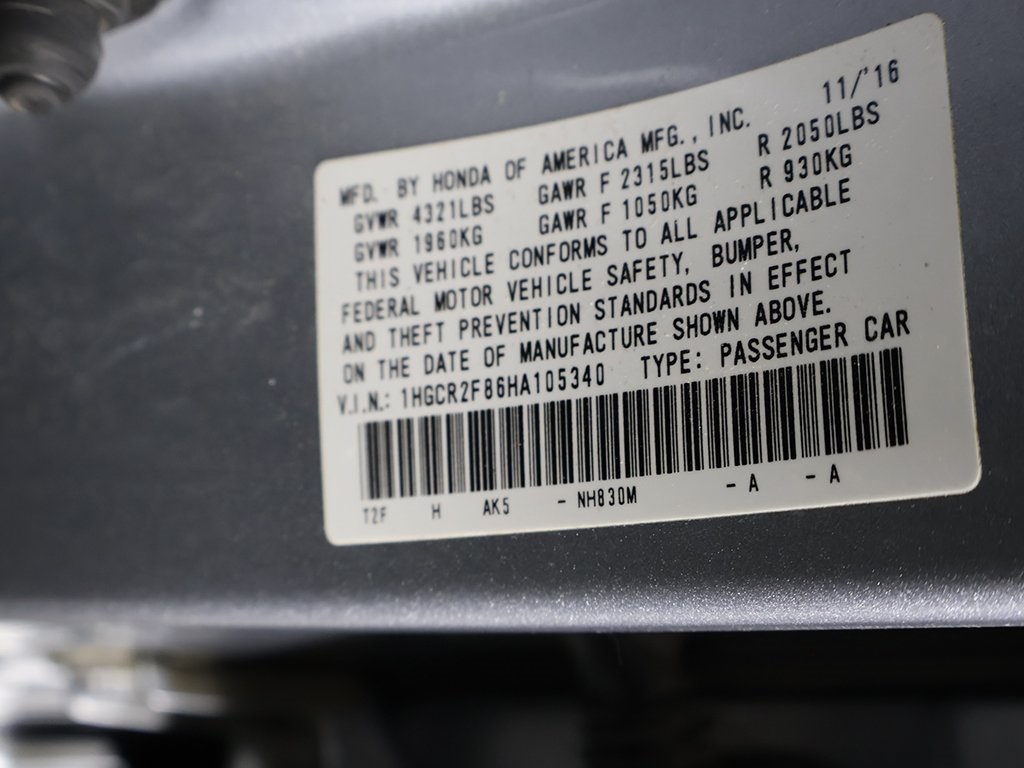 MFD. BY HONDA OF AMERICA MFG., INC. 11/'16
GVWR 4321LBS GAWR F 2315LBS R 2050LBS
GVWR 1960KG GAWR F 1050KG R 930KG
THIS VEHICLE CONFORMS TO ALL APPLICABLE
FEDERAL MOTOR VEHICLE SAFETY, BUMPER,
AND THEFT PREVENTION STANDARDS IN EFFECT
ON THE DATE OF MANUFACTURE SHOWN ABOVE.
V.I.N.: 1HGCR2F86HA105340 TYPE: PASSENGER CAR
T2F H AK5 - NH830M - A - A